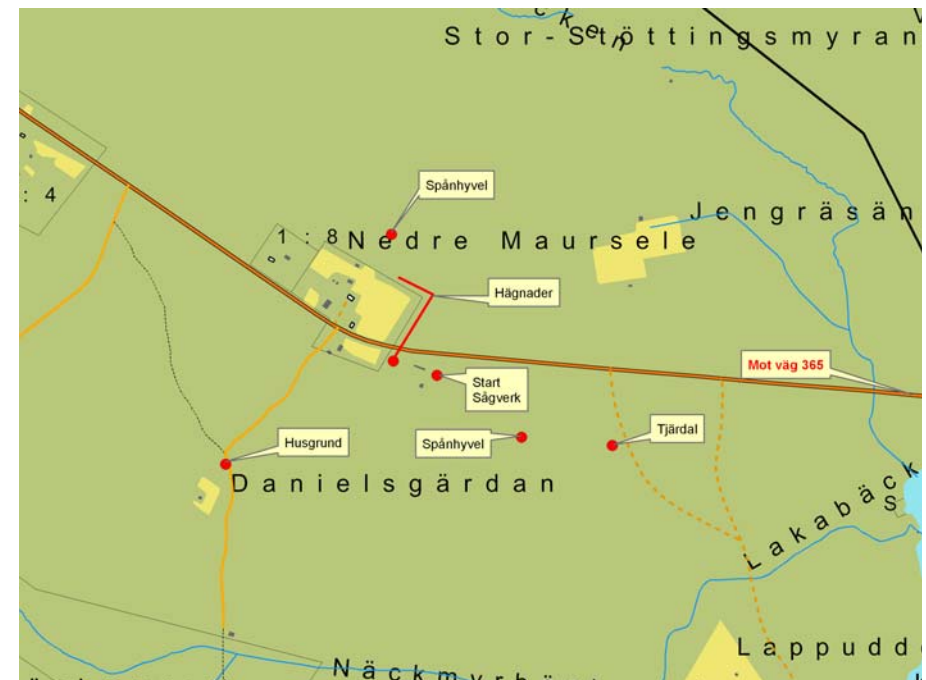 Stor-Stöttingsmyran
Spånhyvel
: 4
Jengräsän
1:8
Nedre Maursele
Hägnader
Mot väg 365
Start
Sågverk
Tjärdal
Husgrund
Spånhyvel
Danielsgärdan
Lakabäck
S
Lappudd